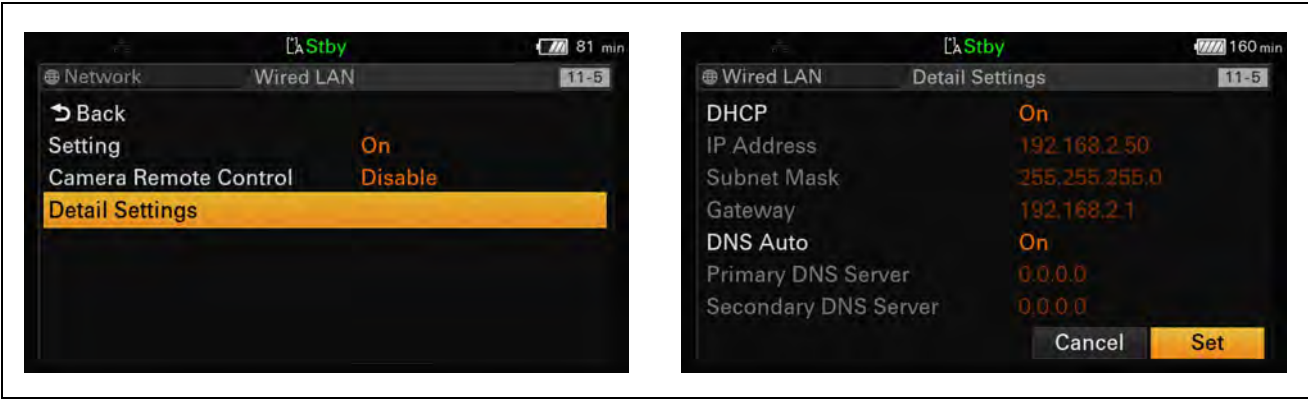 Stby 81 min
Network Wired LAN 11-5
Back
Setting On
Camera Remote Control Disable
Detail Settings
Stby 160 min
Wired LAN Detail Settings 11-5
DHCP On
IP Address 192.168.2.50
Subnet Mask 255.255.255.0
Gateway 192.168.2.1
DNS Auto On
Primary DNS Server 0.0.0.0
Secondary DNS Server 0.0.0.0
Cancel Set